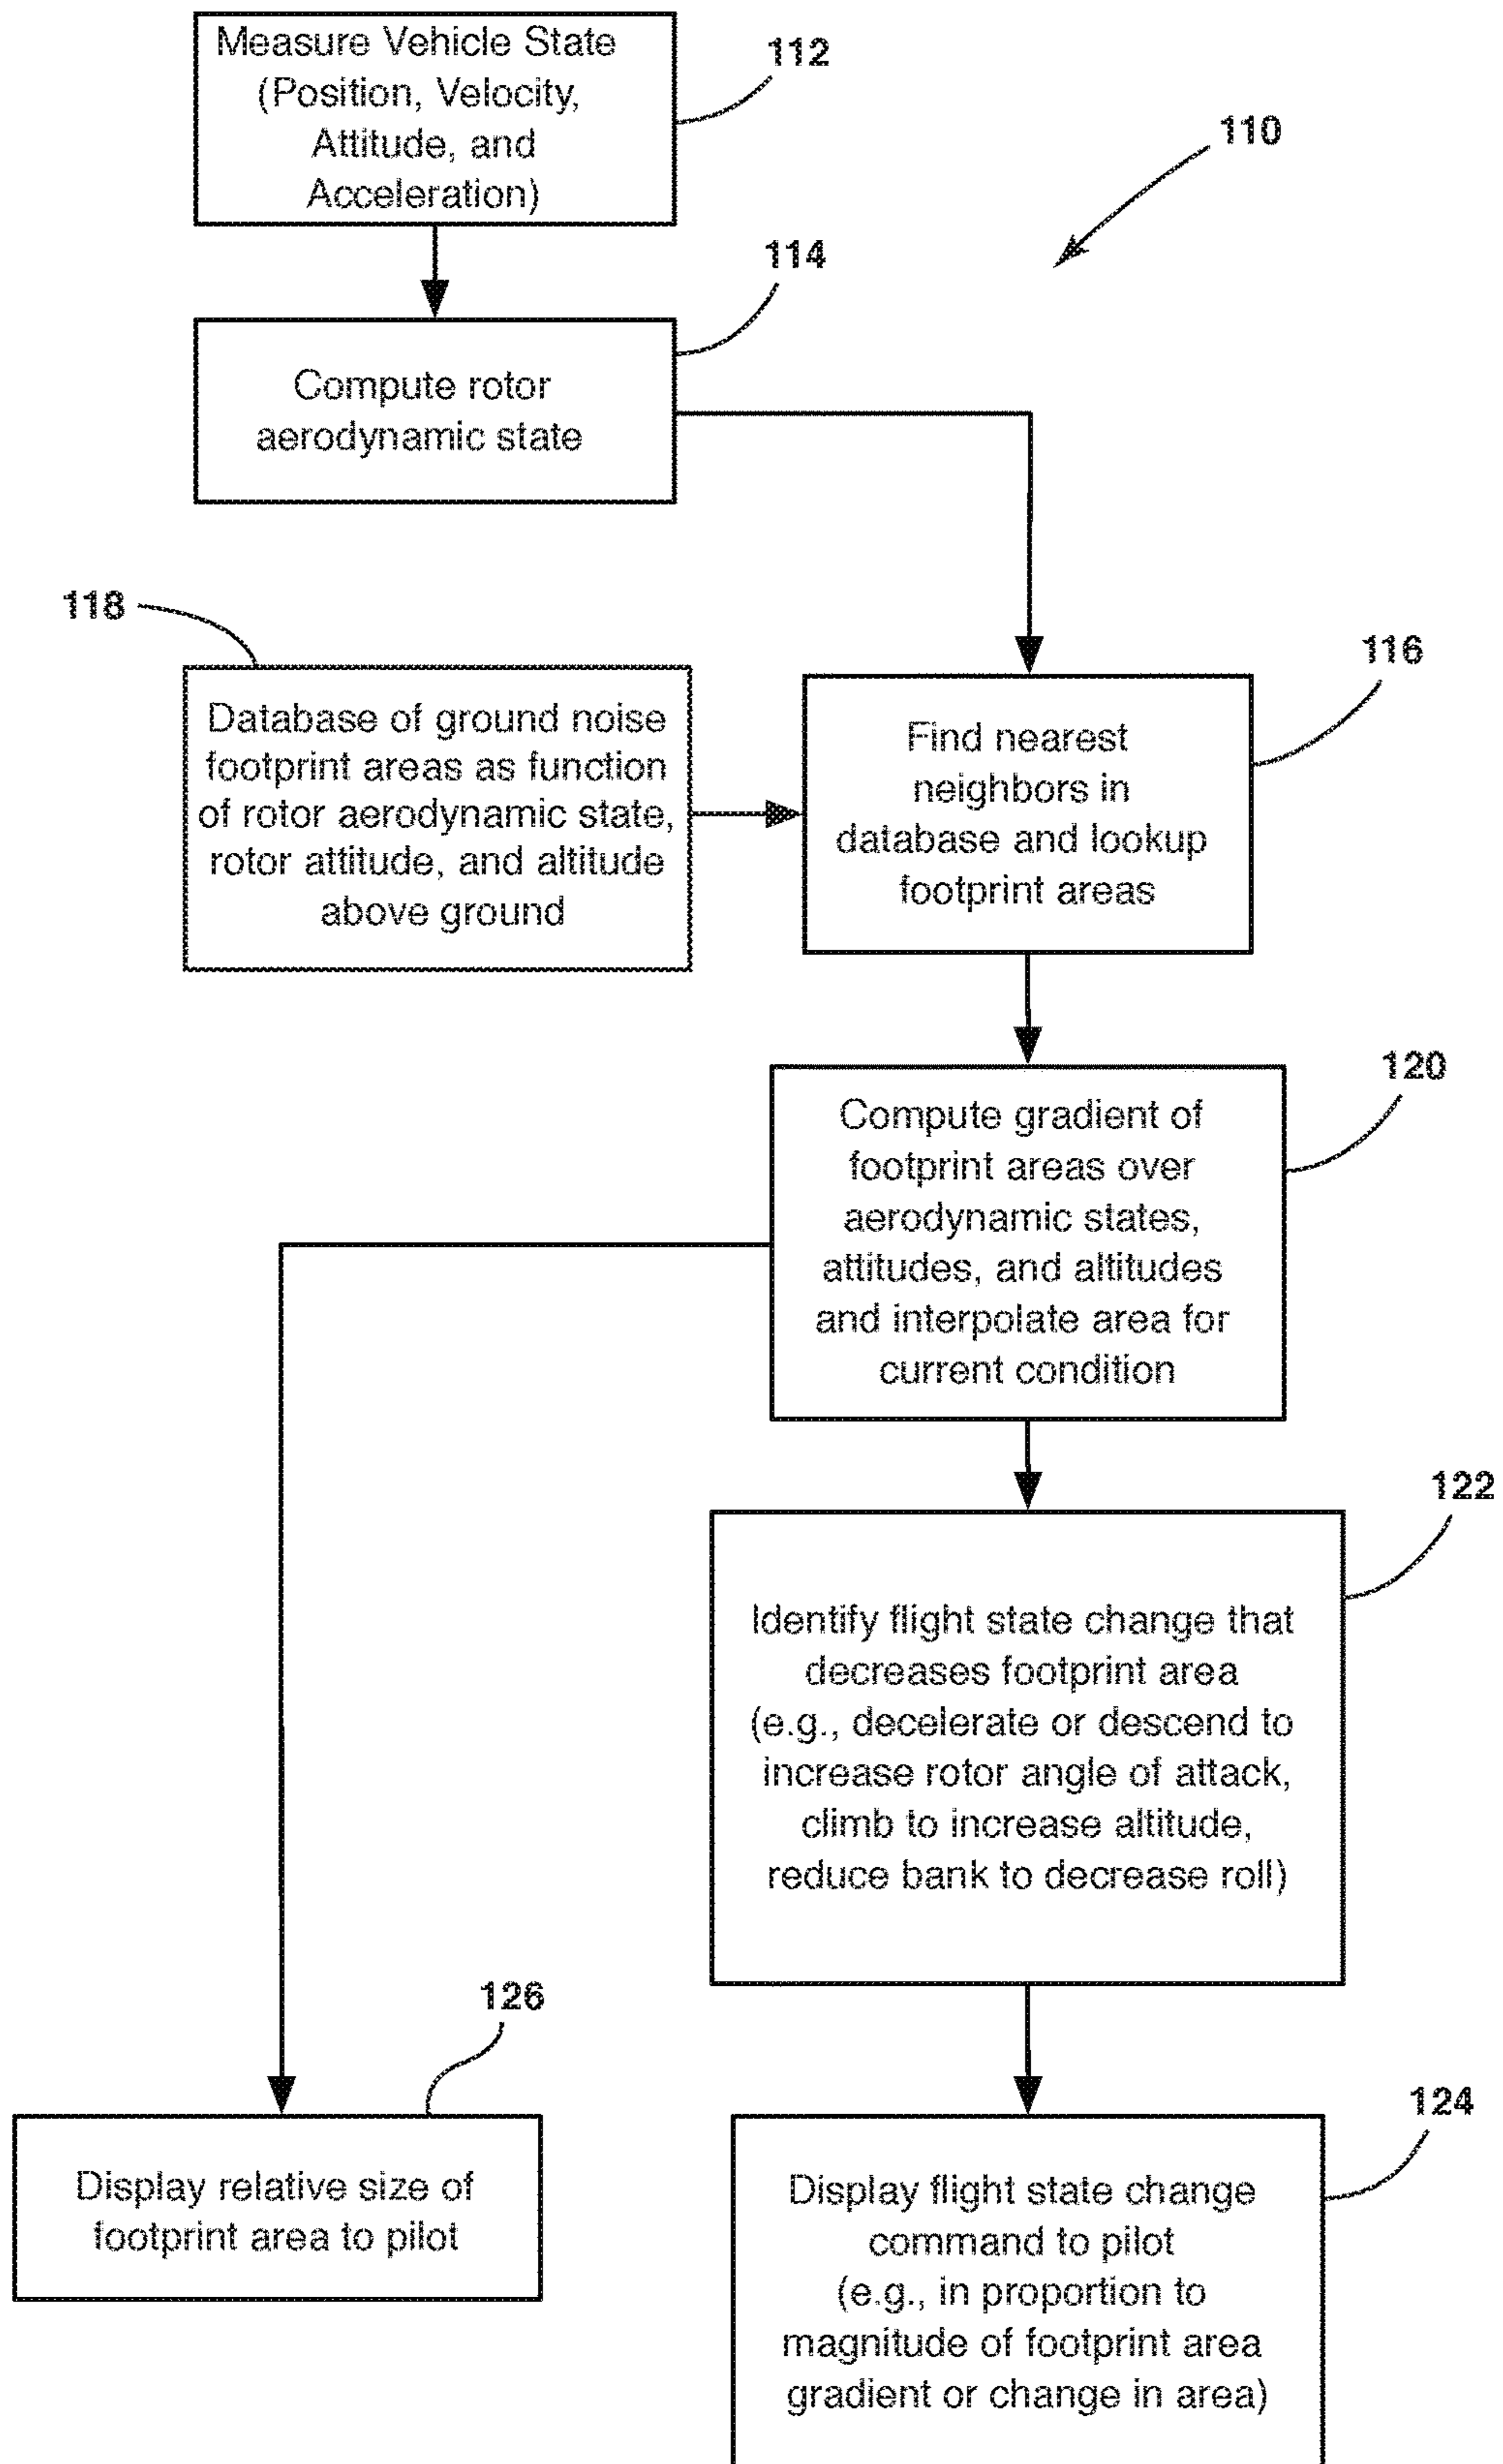 Measure Vehicle State
(Position, Velocity,
Attitude, and
Acceleration)
112
110
114
Compute rotor
aerodynamic state
118
116
Database of ground noise
footprint areas as function
of rotor aerodynamic state,
rotor attitude, and altitude
above ground
Find nearest
neighbors in
database and lookup
footprint areas
120
Compute gradient of
footprint areas over
aerodynamic states,
attitudes, and altitudes
and interpolate area for
current condition
122
Identify flight state change that
decreases footprint area
(e.g., decelerate or descend to
increase rotor angle of attack,
climb to increase altitude,
reduce bank to decrease roll)
126
124
Display relative size of
footprint area to pilot
Display flight state change
command to pilot
(e.g., in proportion to
magnitude of footprint area
gradient or change in area)